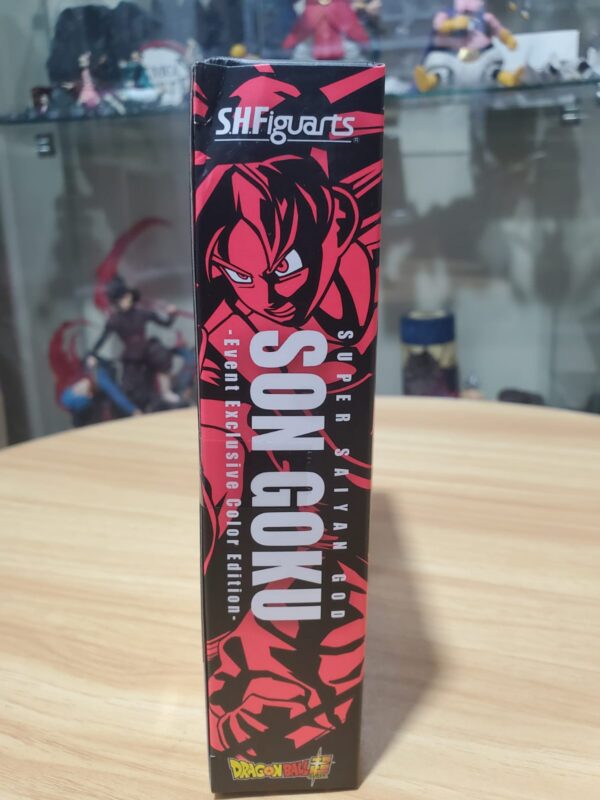 S.H.Figuarts
SUPER SAIYAN GOD
SON GOKU
-Event Exclusive Color Edition-
DRAGON BALL